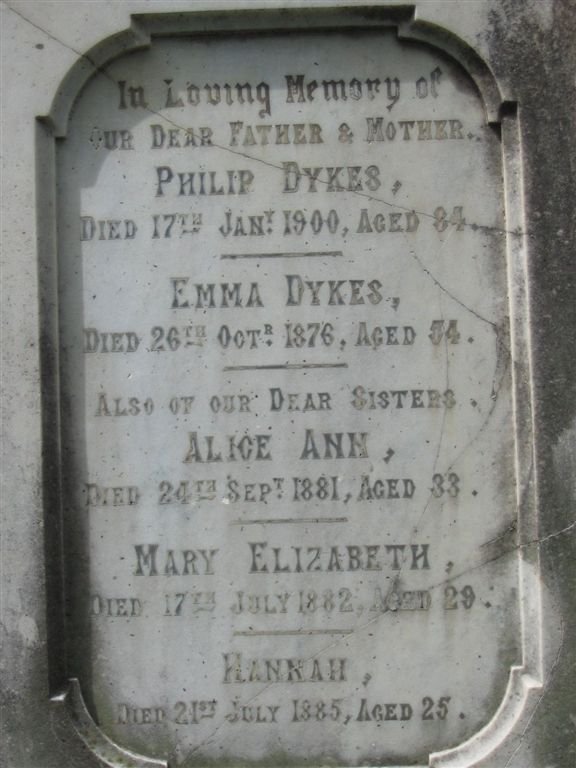 In Loving Memory of
OUR DEAR FATHER & MOTHER.
PHILIP DYKES,
DIED 17TH JANY. 1900, AGED 84.
EMMA DYKES,
DIED 26TH OCTR. 1876, AGED 54.
ALSO OF OUR DEAR SISTERS.
ALICE ANN,
DIED 24TH SEPT. 1881, AGED 33.
MARY ELIZABETH,
DIED 17TH JULY 1882, AGED 29.
HANNAH,
DIED 21ST JULY 1885, AGED 25.